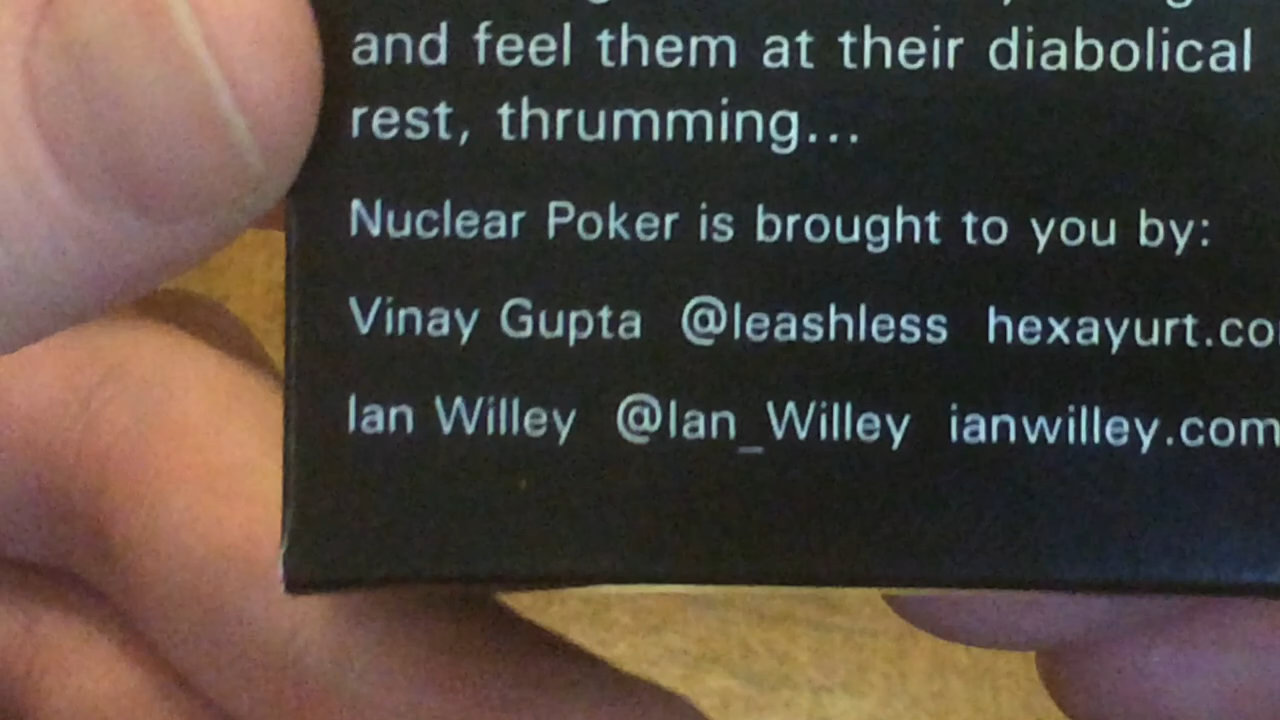 and feel them at their diabolical
rest, thrumming...
Nuclear Poker is brought to you by:
Vinay Gupta @leashless hexayurt.co
Ian Willey @Ian_Willey ianwilley.com